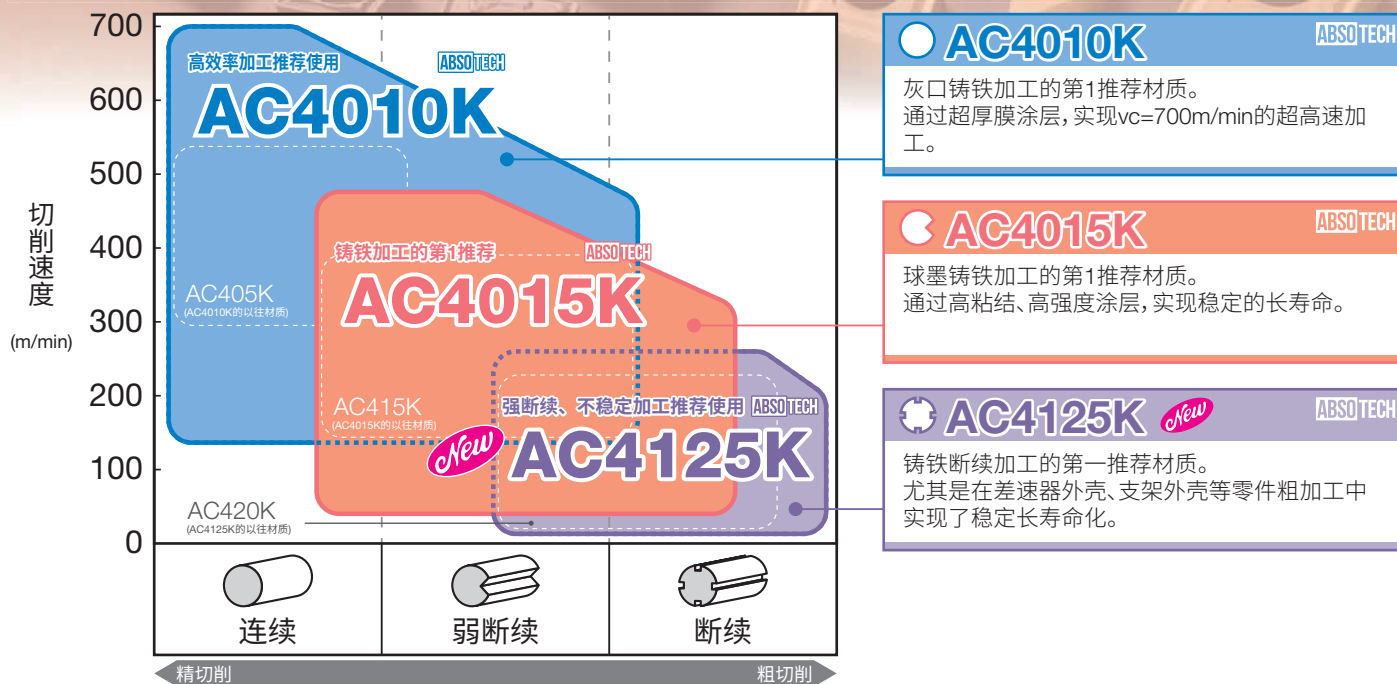 700
600
500
400
300
200
100
0
切削速度
(m/min)
高效率加工推荐使用
ABSOTECH
AC4010K
AC405K
(AC4010K的以往材质)
铸铁加工的第1推荐
ABSOTECH
AC4015K
AC415K
(AC4015K的以往材质)
强断续、不稳定加工推荐使用 ABSOTECH
New
AC4125K
AC420K
(AC4125K的以往材质)
连续
弱断续
断续
精切削
粗切削
AC4010K
ABSOTECH
灰口铸铁加工的第1推荐材质。
通过超厚膜涂层,实现vc=700m/min的超高速加
工。
AC4015K
ABSOTECH
球墨铸铁加工的第1推荐材质。
通过高粘结、高强度涂层,实现稳定的长寿命。
AC4125K New
ABSOTECH
铸铁断续加工的第一推荐材质。
尤其是在差速器外壳、支架外壳等零件粗加工中
实现了稳定长寿命化。